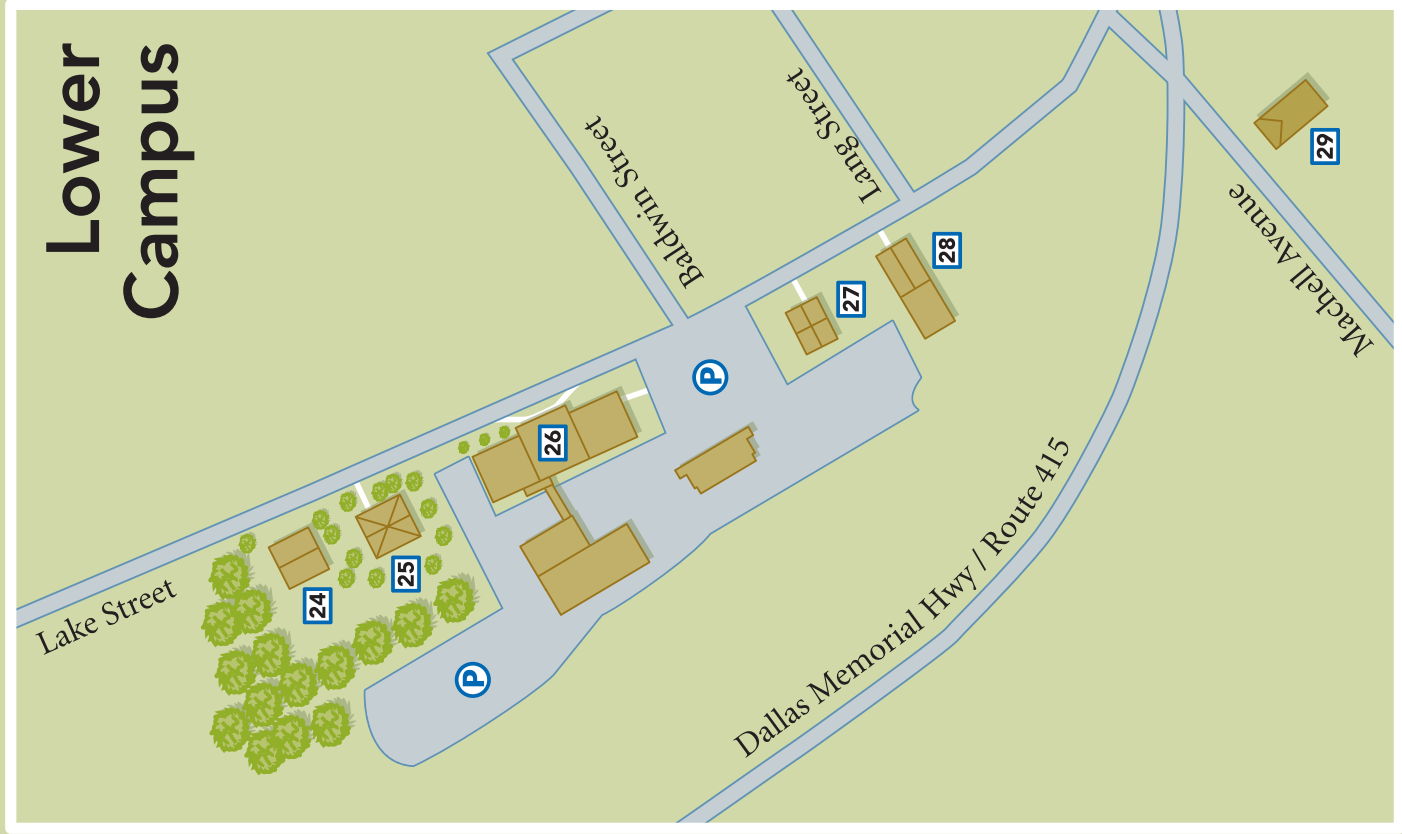 Lower
Campus
Baldwin Street
Lang Street
29
Machell Avenue
28
27
P
26
Lake Street
25
24
P
Dallas Memorial Hwy / Route 415